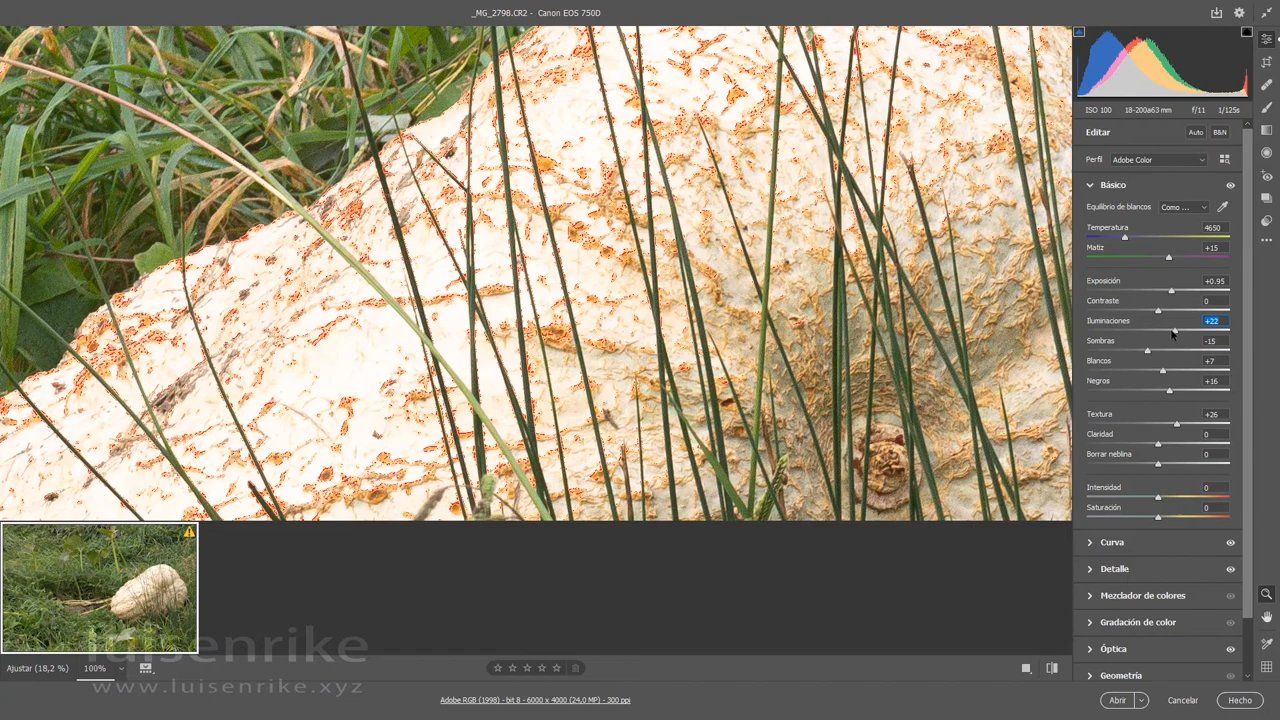 _MG_2798.CR2 - Canon EOS 750D
ISO 100 18-200a63 mm f/11 1/125s
Editar Auto B&N
Perfil Adobe Color
Básico
Equilibrio de blancos Como ...
Temperatura 4650
Matiz +15
Exposición +0.95
Contraste 0
Iluminaciones +22
Sombras -15
Blancos +7
Negros +16
Textura +26
Claridad 0
Borrar neblina 0
Intensidad 0
Saturación 0
Curva
Detalle
Mezclador de colores
Gradación de color
Óptica
Geometría
luisenrike
Ajustar (18,2 %) 100%
www.luisenrike.xyz
Adobe RGB (1998) - bit 8 - 6000 x 4000 (24,0 MP) - 300 ppi
Abrir Cancelar Hecho